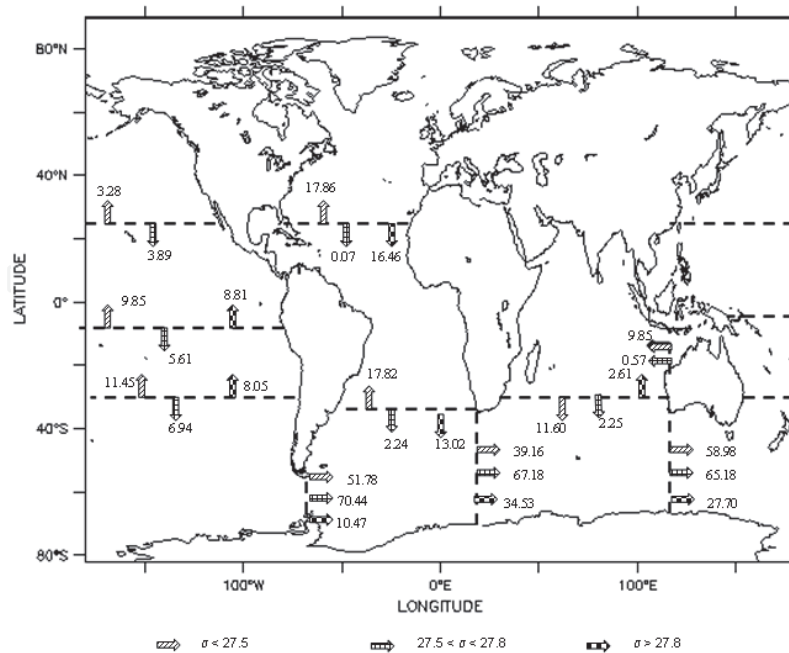 80°N
40°N
0°
40°S
80°S
LATITUDE
3.28
17.86
3.89
0.07
16.46
9.85
8.81
5.61
9.85
0.57
11.45
8.05
17.82
2.61
6.94
2.24
13.02
11.60
2.25
39.16
58.98
51.78
67.18
65.18
70.44
34.53
27.70
10.47
100°W
0°E
100°E
LONGITUDE
σ < 27.5
27.5 < σ < 27.8
σ > 27.8